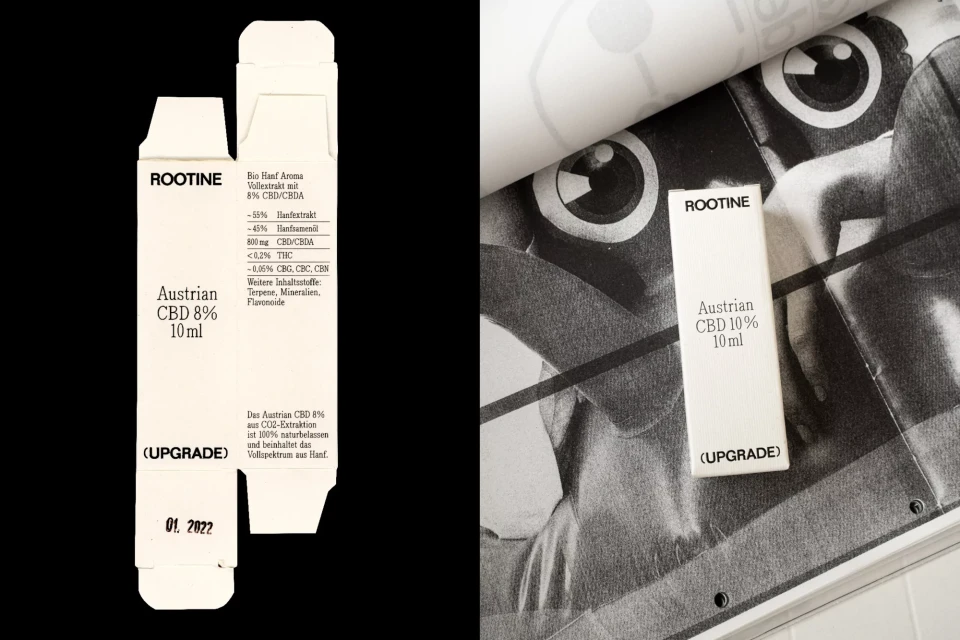 ROOTINE
Austrian
CBD 8%
10 ml
(UPGRADE)
01. 2022
Bio Hanf Aroma
Vollextrakt mit
8% CBD/CBDA
~55% Hanfextrakt
~45% Hanfsamenöl
800 mg CBD/CBDA
<0,2% THC
~0,05% CBG, CBC, CBN
Weitere Inhaltsstoffe:
Terpene, Mineralien,
Flavonoide
Das Austrian CBD 8%
aus CO2-Extraktion
ist 100% naturbelassen
und beinhaltet das
Vollspektrum aus Hanf.
ROOTINE
Austrian
CBD 10%
10 ml
(UPGRADE)